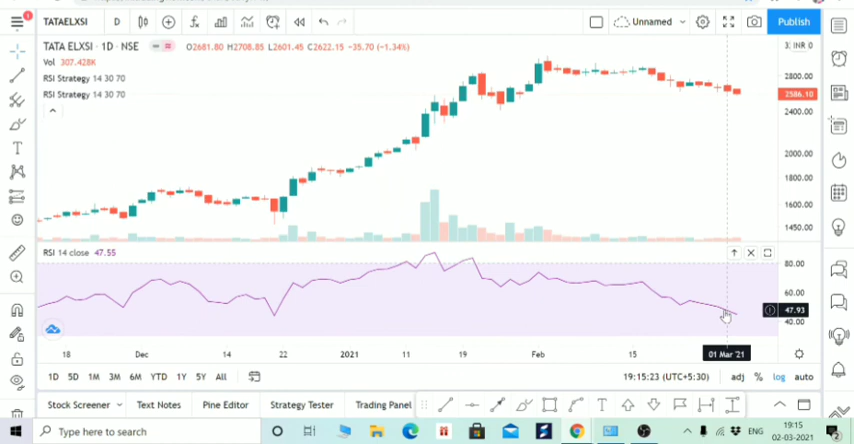 TATAELXSI D Unnamed Publish
TATA ELXSI · 1D · NSE O2681.80 H2708.85 L2601.45 C2622.15 −35.70 (−1.34%) INR
Vol 307.428K
RSI Strategy 14 30 70
RSI Strategy 14 30 70
2800.00
2586.10
2400.00
2000.00
1800.00
1600.00
1450.00
RSI 14 close 47.55
80.00
60.00
47.93
40.00
18 Dec 14 22 2021 11 19 Feb 15 01 Mar '21
1D 5D 1M 3M 6M YTD 1Y 5Y All 19:15:23 (UTC+5:30) adj % log auto
Stock Screener Text Notes Pine Editor Strategy Tester Trading Panel
Type here to search
ENG
19:15
02-03-2021
2